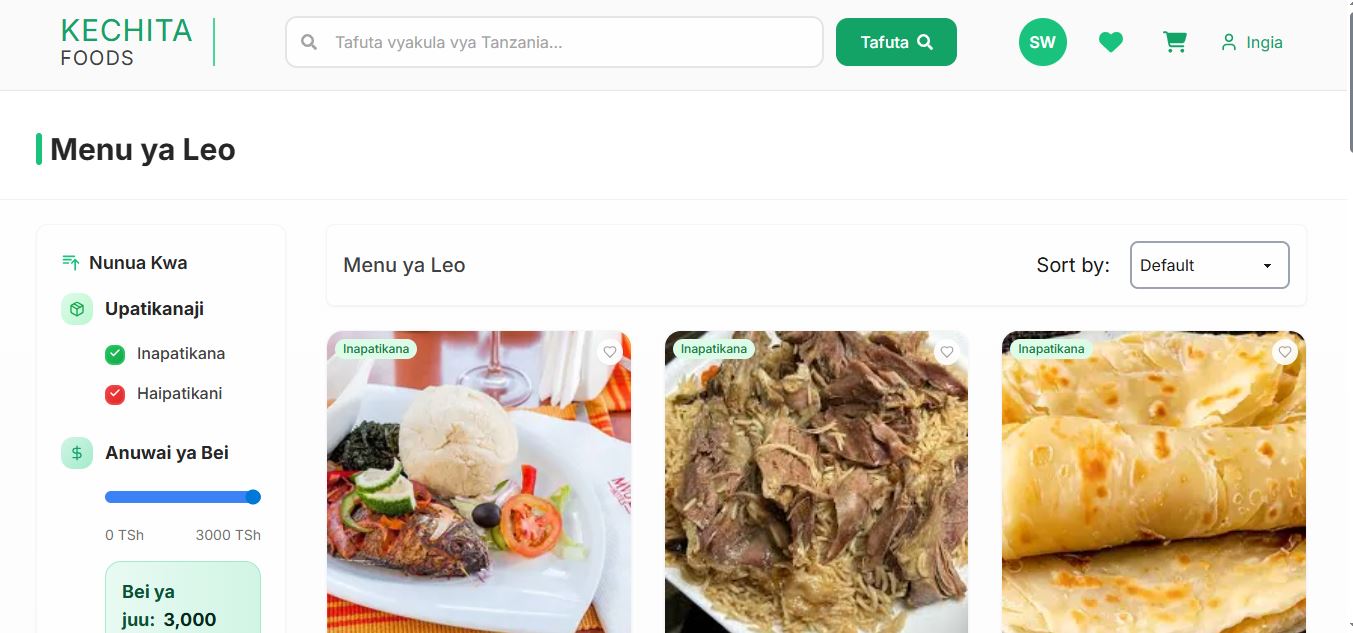 KECHITA
FOODS
Tafuta vyakula vya Tanzania...
Tafuta
SW
Ingia
Menu ya Leo
Nunua Kwa
Upatikanaji
Inapatikana
Haipatikani
Anuwai ya Bei
0 TSh 3000 TSh
Bei ya
juu: 3,000
Menu ya Leo
Sort by: Default
Inapatikana
Inapatikana
Inapatikana